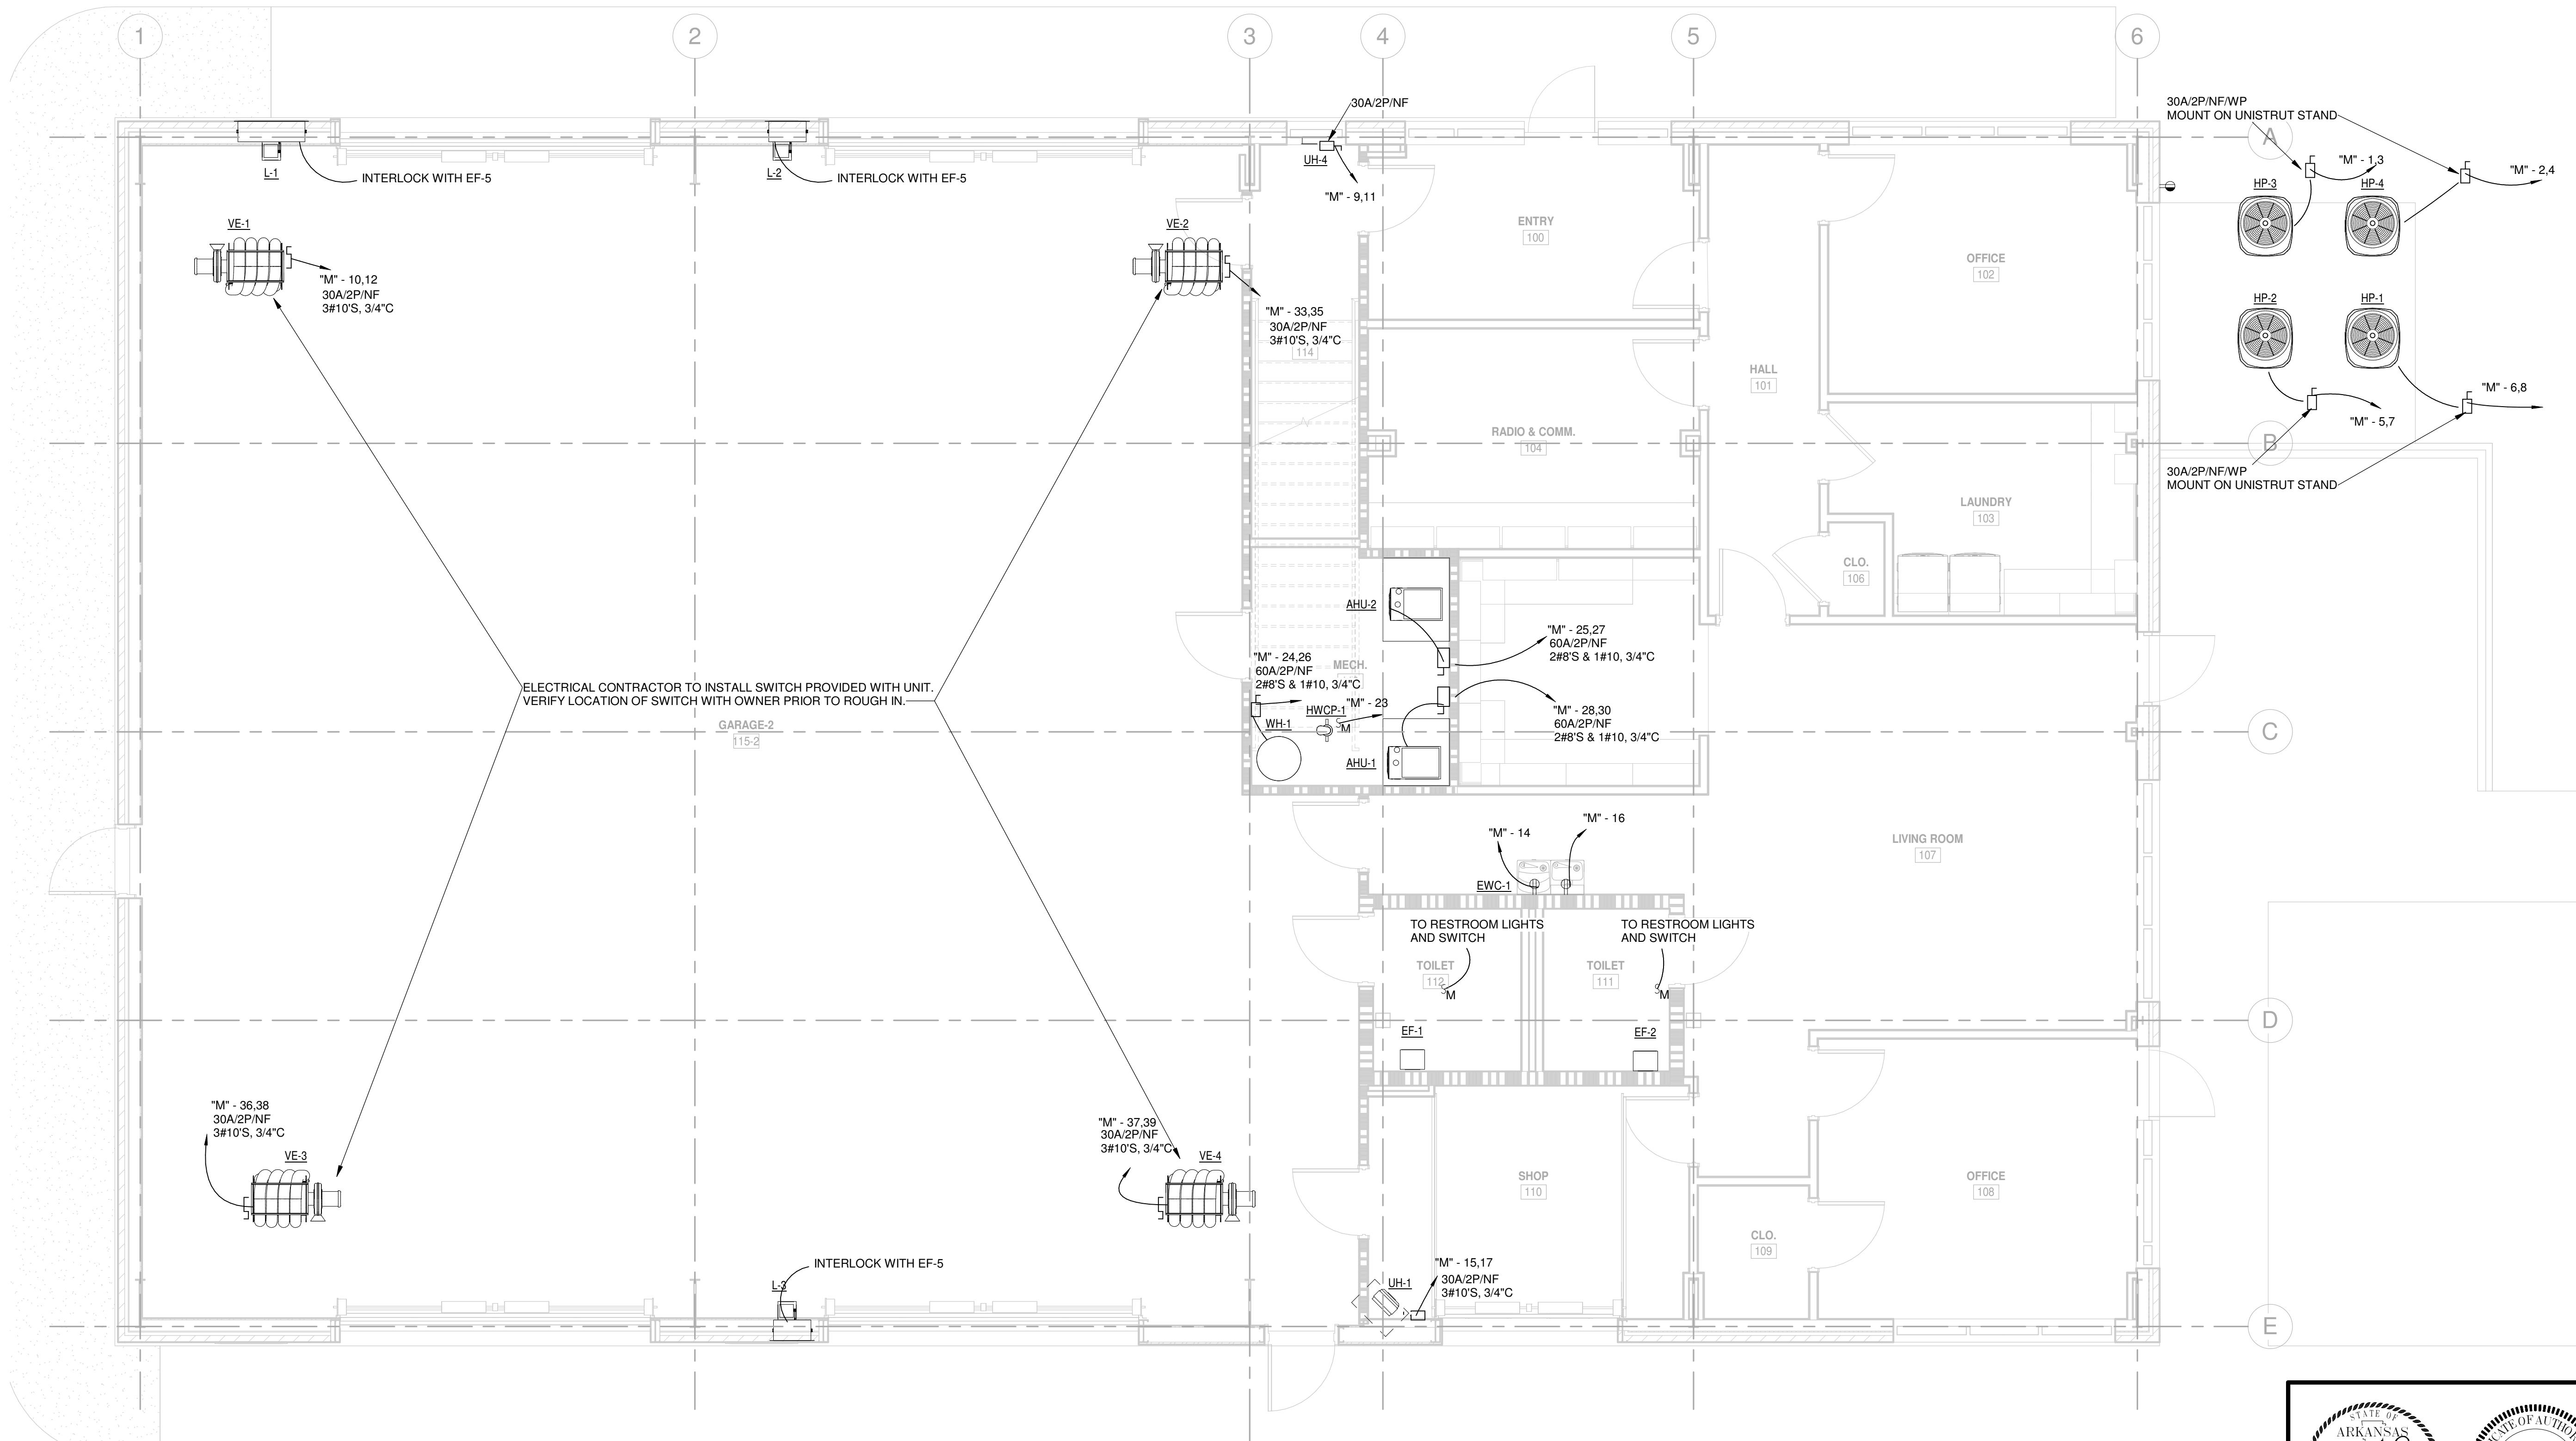 1
2
3
4
5
6
30A/2P/NF
30A/2P/NF/WP
MOUNT ON UNISTRUT STAND
A
"M" - 1,3
"M" - 2,4
HP-3
HP-4
L-1
INTERLOCK WITH EF-5
L-2
INTERLOCK WITH EF-5
UH-4
"M" - 9,11
VE-1
"M" - 10,12
30A/2P/NF
3#10'S, 3/4"C
VE-2
"M" - 33,35
30A/2P/NF
3#10'S, 3/4"C
114
ENTRY
100
OFFICE
102
HP-2
HP-1
HALL
101
"M" - 6,8
"M" - 5,7
RADIO & COMM.
104
B
30A/2P/NF/WP
MOUNT ON UNISTRUT STAND
LAUNDRY
103
CLO.
106
AHU-2
"M" - 25,27
60A/2P/NF
2#8'S & 1#10, 3/4"C
"M" - 24,26
60A/2P/NF
2#8'S & 1#10, 3/4"C
MECH.
HWCP-1
"M" - 23
S
M
WH-1
"M" - 28,30
60A/2P/NF
2#8'S & 1#10, 3/4"C
AHU-1
ELECTRICAL CONTRACTOR TO INSTALL SWITCH PROVIDED WITH UNIT.
VERIFY LOCATION OF SWITCH WITH OWNER PRIOR TO ROUGH IN.
GARAGE-2
115-2
C
"M" - 14
"M" - 16
EWC-1
LIVING ROOM
107
TO RESTROOM LIGHTS
AND SWITCH
TO RESTROOM LIGHTS
AND SWITCH
TOILET
112
S
M
TOILET
111
S
M
D
EF-1
EF-2
"M" - 36,38
30A/2P/NF
3#10'S, 3/4"C
VE-3
"M" - 37,39
30A/2P/NF
3#10'S, 3/4"C
VE-4
SHOP
110
OFFICE
108
CLO.
109
L-3
INTERLOCK WITH EF-5
UH-1
"M" - 15,17
30A/2P/NF
3#10'S, 3/4"C
E
STATE OF
ARKANSAS